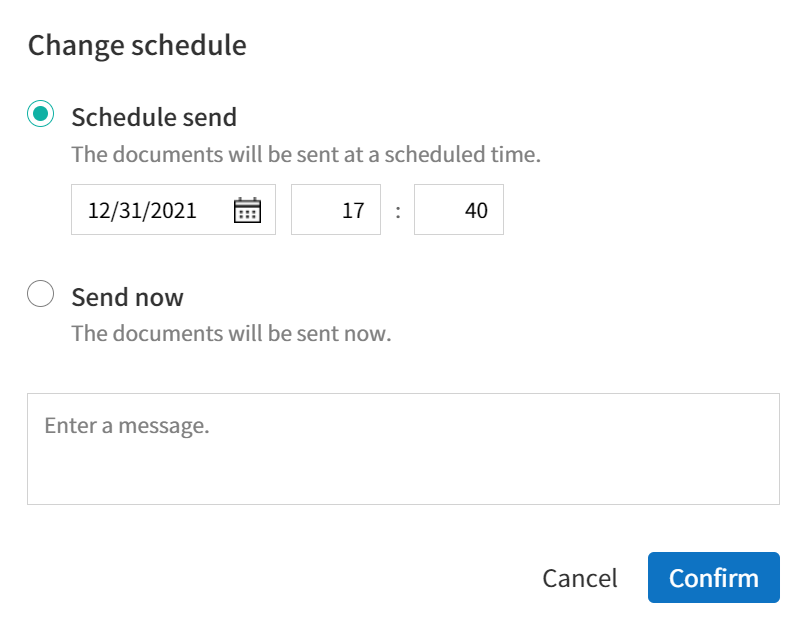 Change schedule
Schedule send
The documents will be sent at a scheduled time.
12/31/2021 17 : 40
Send now
The documents will be sent now.
Enter a message.
Cancel Confirm